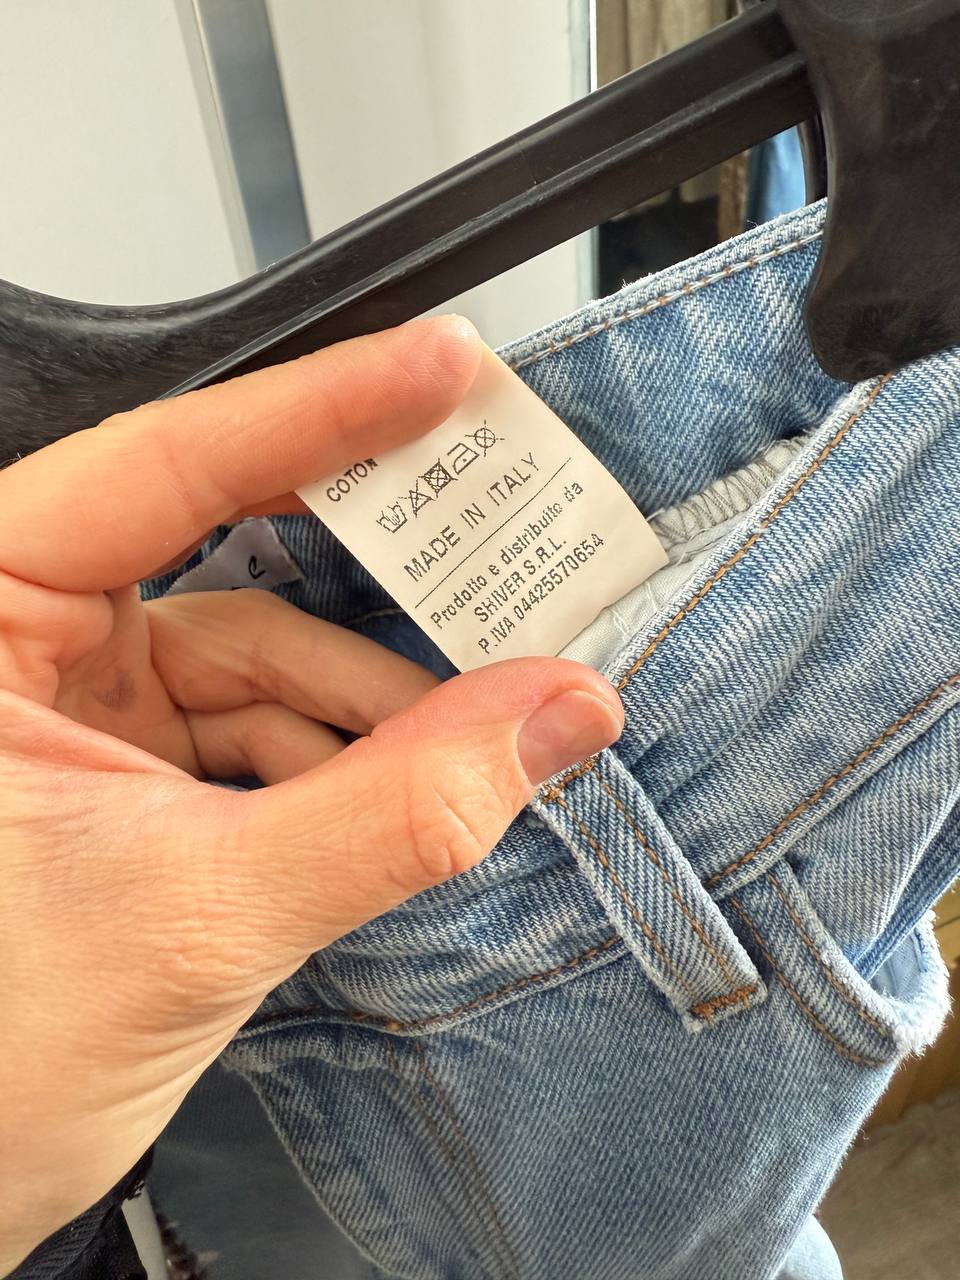 COTON
MADE IN ITALY
Prodotto e distribuito da
SHIVER S.R.L.
P.IVA 04425570654